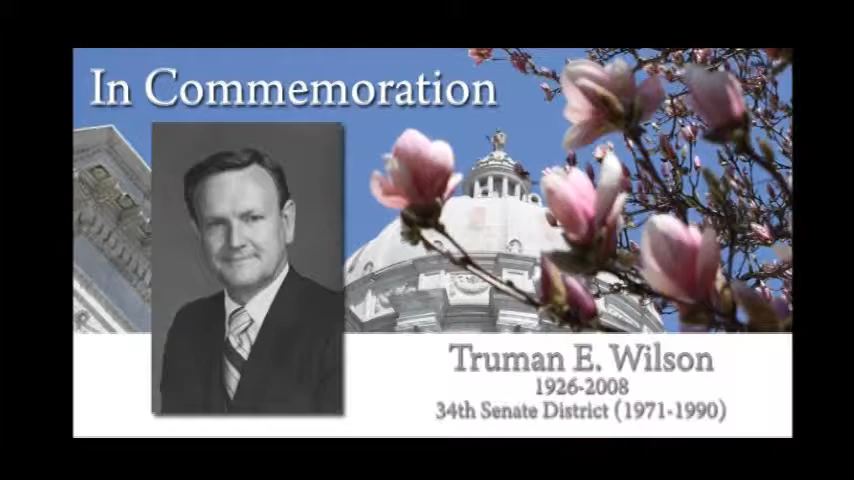 In Commemoration
Truman E. Wilson
1926-2008
34th Senate District (1971-1990)